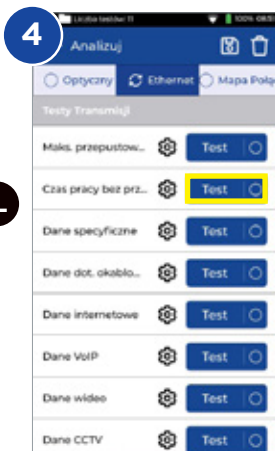 4
Liczba testów: 11
100% 08:51
Analizuj
Optyczny
Ethernet
Mapa Połą
Testy Transmisji
Maks. przepustow...
Test
Czas pracy bez prz...
Test
Dane specyficzne
Test
Dane dot. okablo...
Test
Dane internetowe
Test
Dane VoIP
Test
Dane wideo
Test
Dane CCTV
Test